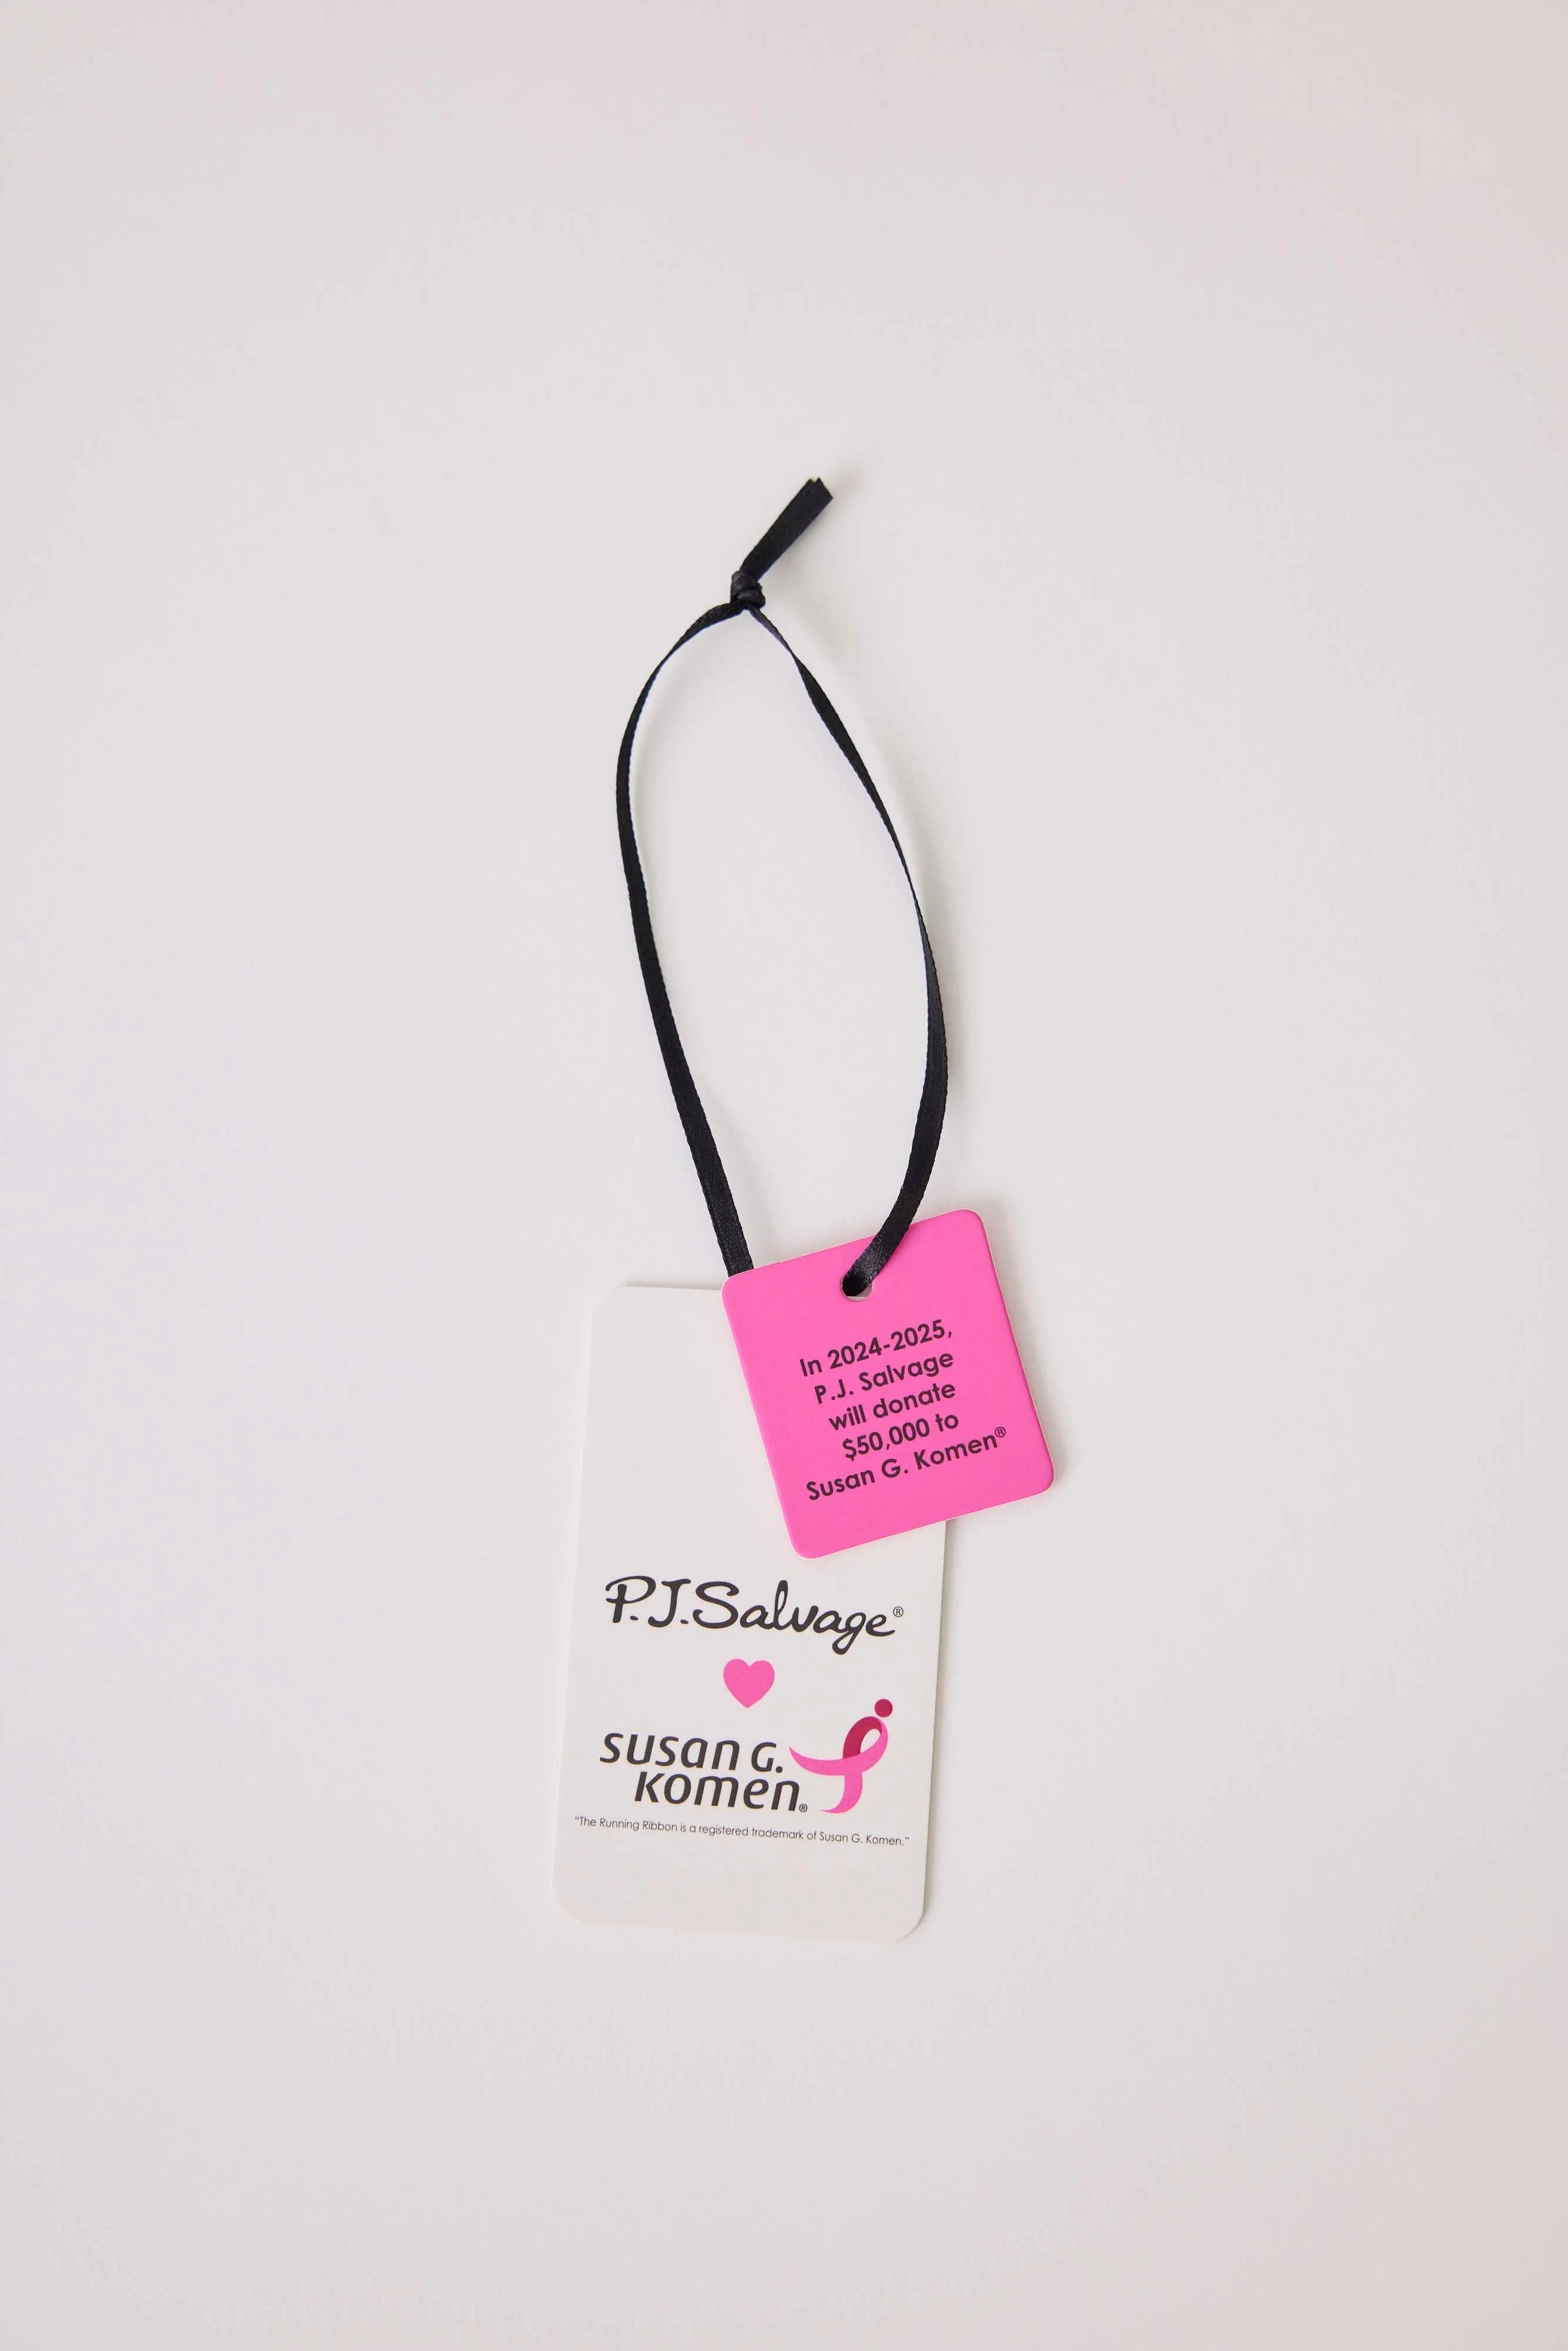 In 2024-2025,
P.J. Salvage
will donate
$50,000 to
Susan G. Komen®
P.J.Salvage®
susan G.
komen®
"The Running Ribbon is a registered trademark of Susan G. Komen."